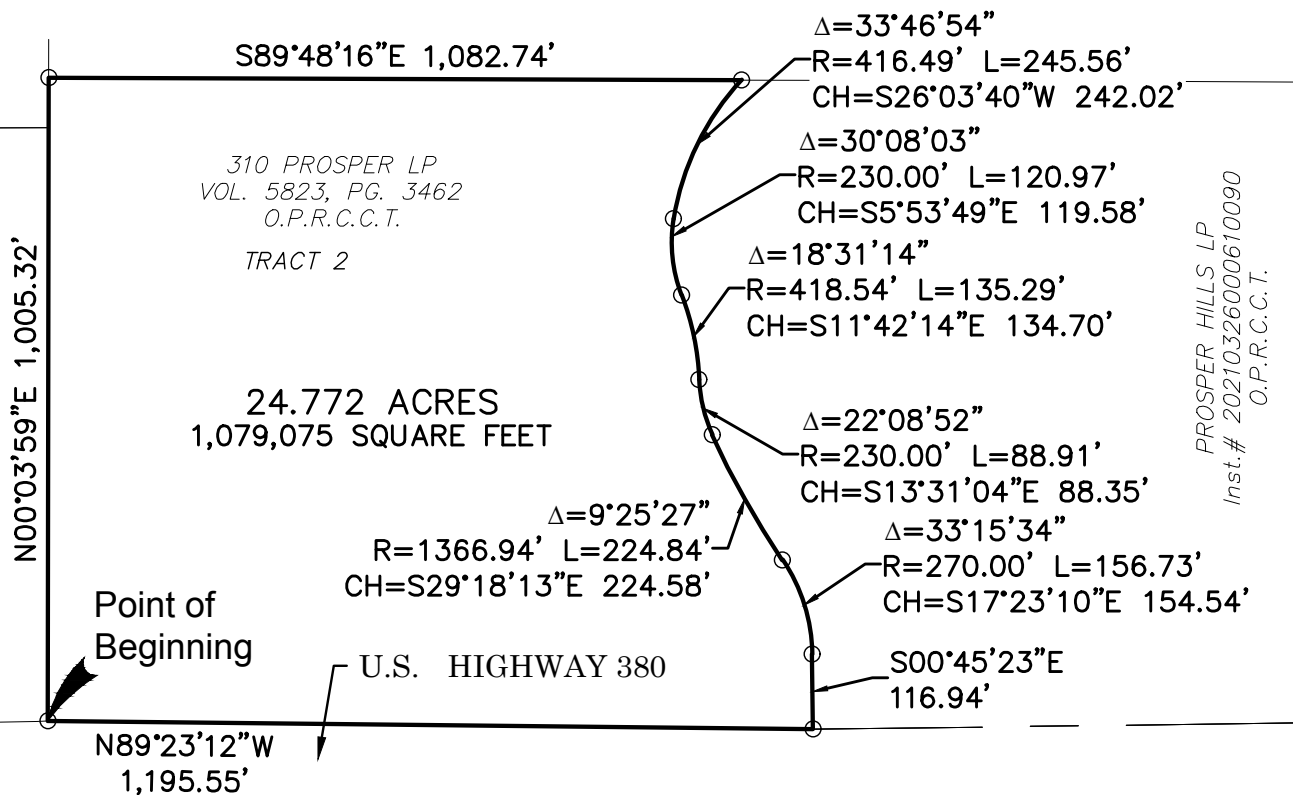 S89°48'16"E 1,082.74'
Δ=33°46'54"
R=416.49' L=245.56'
CH=S26°03'40"W 242.02'
310 PROSPER LP
VOL. 5823, PG. 3462
O.P.R.C.C.T.
TRACT 2
Δ=30°08'03"
R=230.00' L=120.97'
CH=S5°53'49"E 119.58'
Δ=18°31'14"
R=418.54' L=135.29'
CH=S11°42'14"E 134.70'
PROSPER HILLS LP
Inst.# 20210326000610090
O.P.R.C.C.T.
N00°03'59"E 1,005.32'
24.772 ACRES
1,079,075 SQUARE FEET
Δ=22°08'52"
R=230.00' L=88.91'
CH=S13°31'04"E 88.35'
Δ=9°25'27"
R=1366.94' L=224.84'
CH=S29°18'13"E 224.58'
Δ=33°15'34"
R=270.00' L=156.73'
CH=S17°23'10"E 154.54'
Point of
Beginning
U.S. HIGHWAY 380
S00°45'23"E
116.94'
N89°23'12"W
1,195.55'